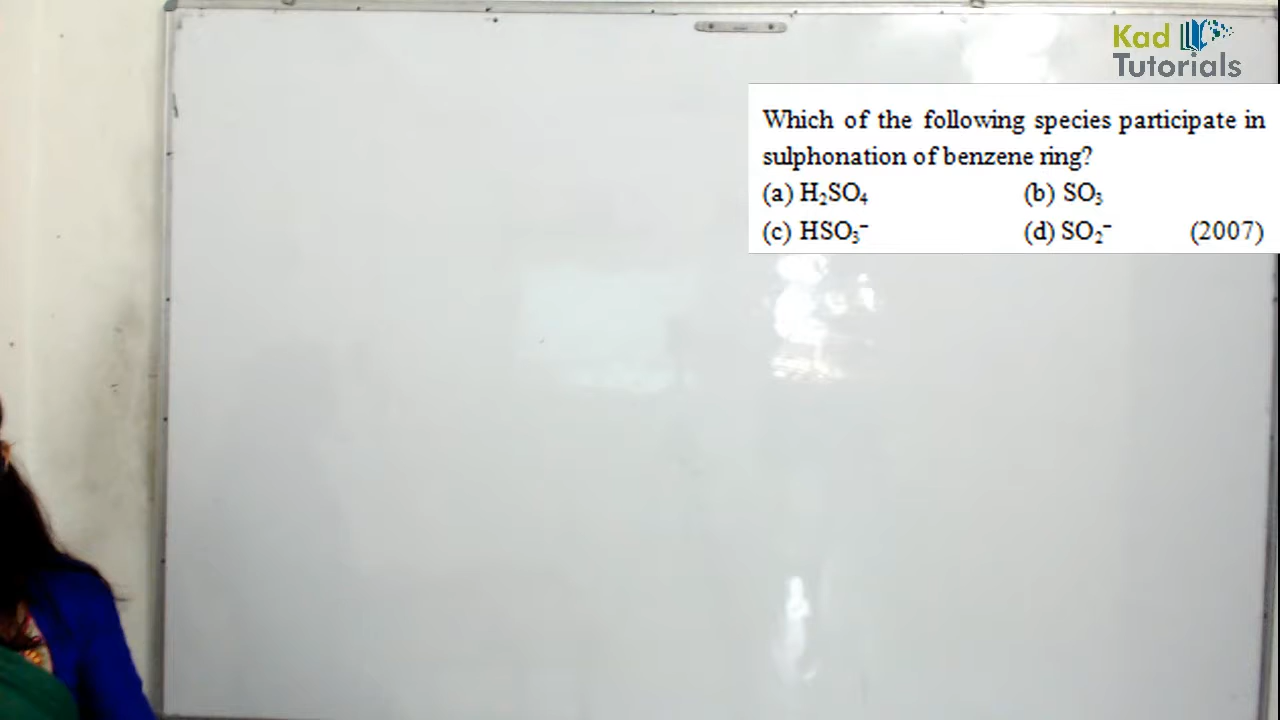 Kad
Tutorials
Which of the following species participate in
sulphonation of benzene ring?
(a) H₂SO₄ (b) SO₃
(c) HSO₃⁻ (d) SO₂⁻ (2007)